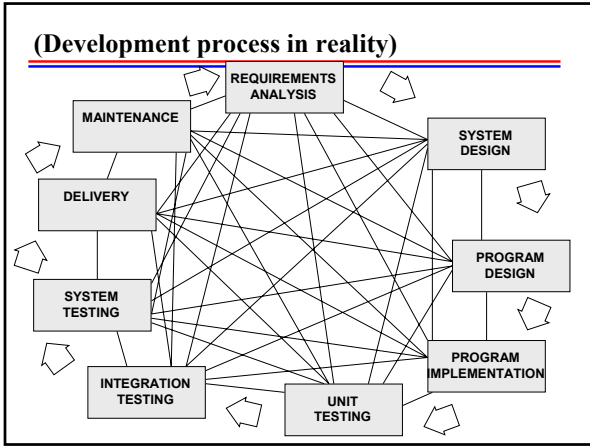 (Development process in reality)
REQUIREMENTS
ANALYSIS
SYSTEM
DESIGN
PROGRAM
DESIGN
PROGRAM
IMPLEMENTATION
UNIT
TESTING
INTEGRATION
TESTING
SYSTEM
TESTING
DELIVERY
MAINTENANCE